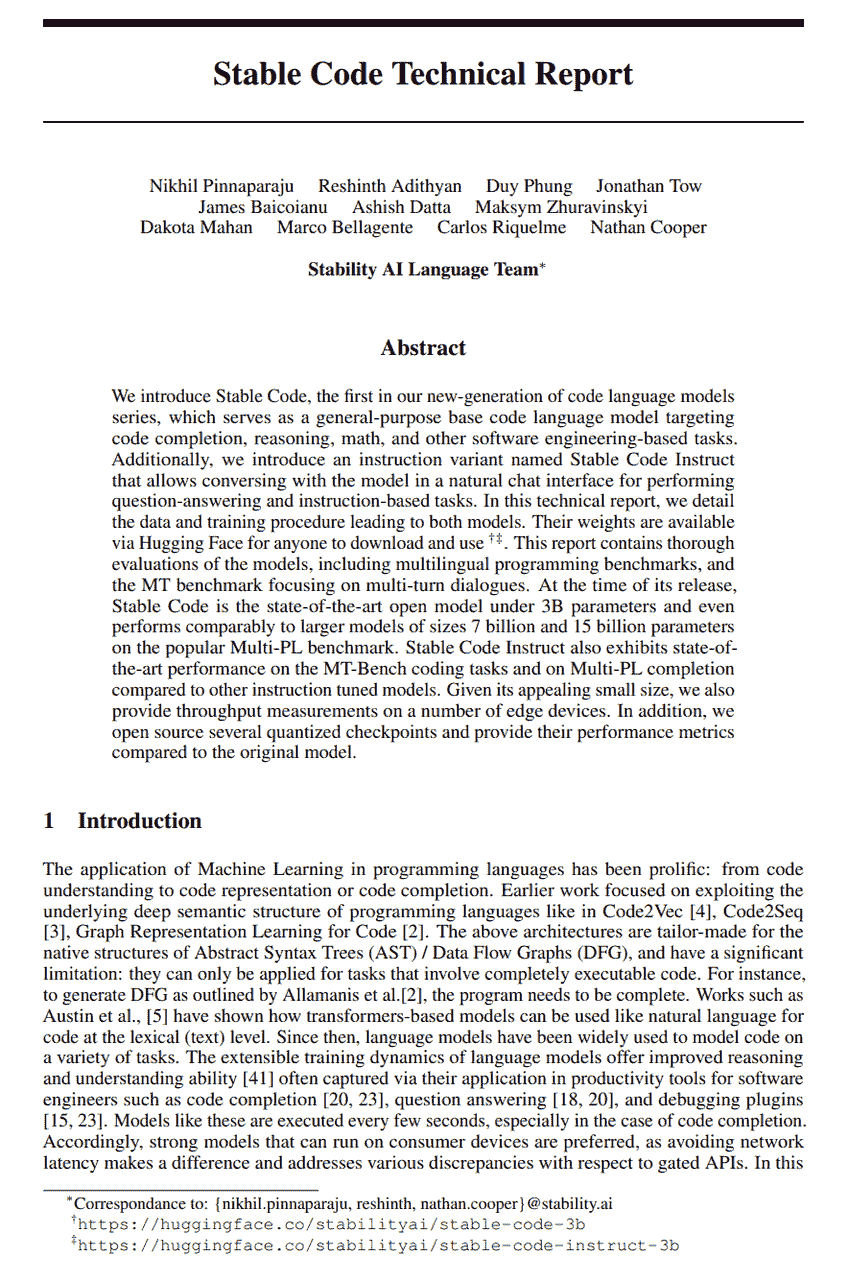 Stable Code Technical Report
Nikhil Pinnaparaju Reshinth Adithyan Duy Phung Jonathan Tow
James Baicoianu Ashish Datta Maksym Zhuravinskyi
Dakota Mahan Marco Bellagente Carlos Riquelme Nathan Cooper
Stability AI Language Team*
Abstract
We introduce Stable Code, the first in our new-generation of code language models
series, which serves as a general-purpose base code language model targeting
code completion, reasoning, math, and other software engineering-based tasks.
Additionally, we introduce an instruction variant named Stable Code Instruct
that allows conversing with the model in a natural chat interface for performing
question-answering and instruction-based tasks. In this technical report, we detail
the data and training procedure leading to both models. Their weights are available
via Hugging Face for anyone to download and use †‡. This report contains thorough
evaluations of the models, including multilingual programming benchmarks, and
the MT benchmark focusing on multi-turn dialogues. At the time of its release,
Stable Code is the state-of-the-art open model under 3B parameters and even
performs comparably to larger models of sizes 7 billion and 15 billion parameters
on the popular Multi-PL benchmark. Stable Code Instruct also exhibits state-of-
the-art performance on the MT-Bench coding tasks and on Multi-PL completion
compared to other instruction tuned models. Given its appealing small size, we also
provide throughput measurements on a number of edge devices. In addition, we
open source several quantized checkpoints and provide their performance metrics
compared to the original model.
1 Introduction
The application of Machine Learning in programming languages has been prolific: from code
understanding to code representation or code completion. Earlier work focused on exploiting the
underlying deep semantic structure of programming languages like in Code2Vec [4], Code2Seq
[3], Graph Representation Learning for Code [2]. The above architectures are tailor-made for the
native structures of Abstract Syntax Trees (AST) / Data Flow Graphs (DFG), and have a significant
limitation: they can only be applied for tasks that involve completely executable code. For instance,
to generate DFG as outlined by Allamanis et al.[2], the program needs to be complete. Works such as
Austin et al., [5] have shown how transformers-based models can be used like natural language for
code at the lexical (text) level. Since then, language models have been widely used to model code on
a variety of tasks. The extensible training dynamics of language models offer improved reasoning
and understanding ability [41] often captured via their application in productivity tools for software
engineers such as code completion [20, 23], question answering [18, 20], and debugging plugins
[15, 23]. Models like these are executed every few seconds, especially in the case of code completion.
Accordingly, strong models that can run on consumer devices are preferred, as avoiding network
latency makes a difference and addresses various discrepancies with respect to gated APIs. In this
*Correspondance to: {nikhil.pinnaparaju, reshinth, nathan.cooper}@stability.ai
†https://huggingface.co/stabilityai/stable-code-3b
‡https://huggingface.co/stabilityai/stable-code-instruct-3b